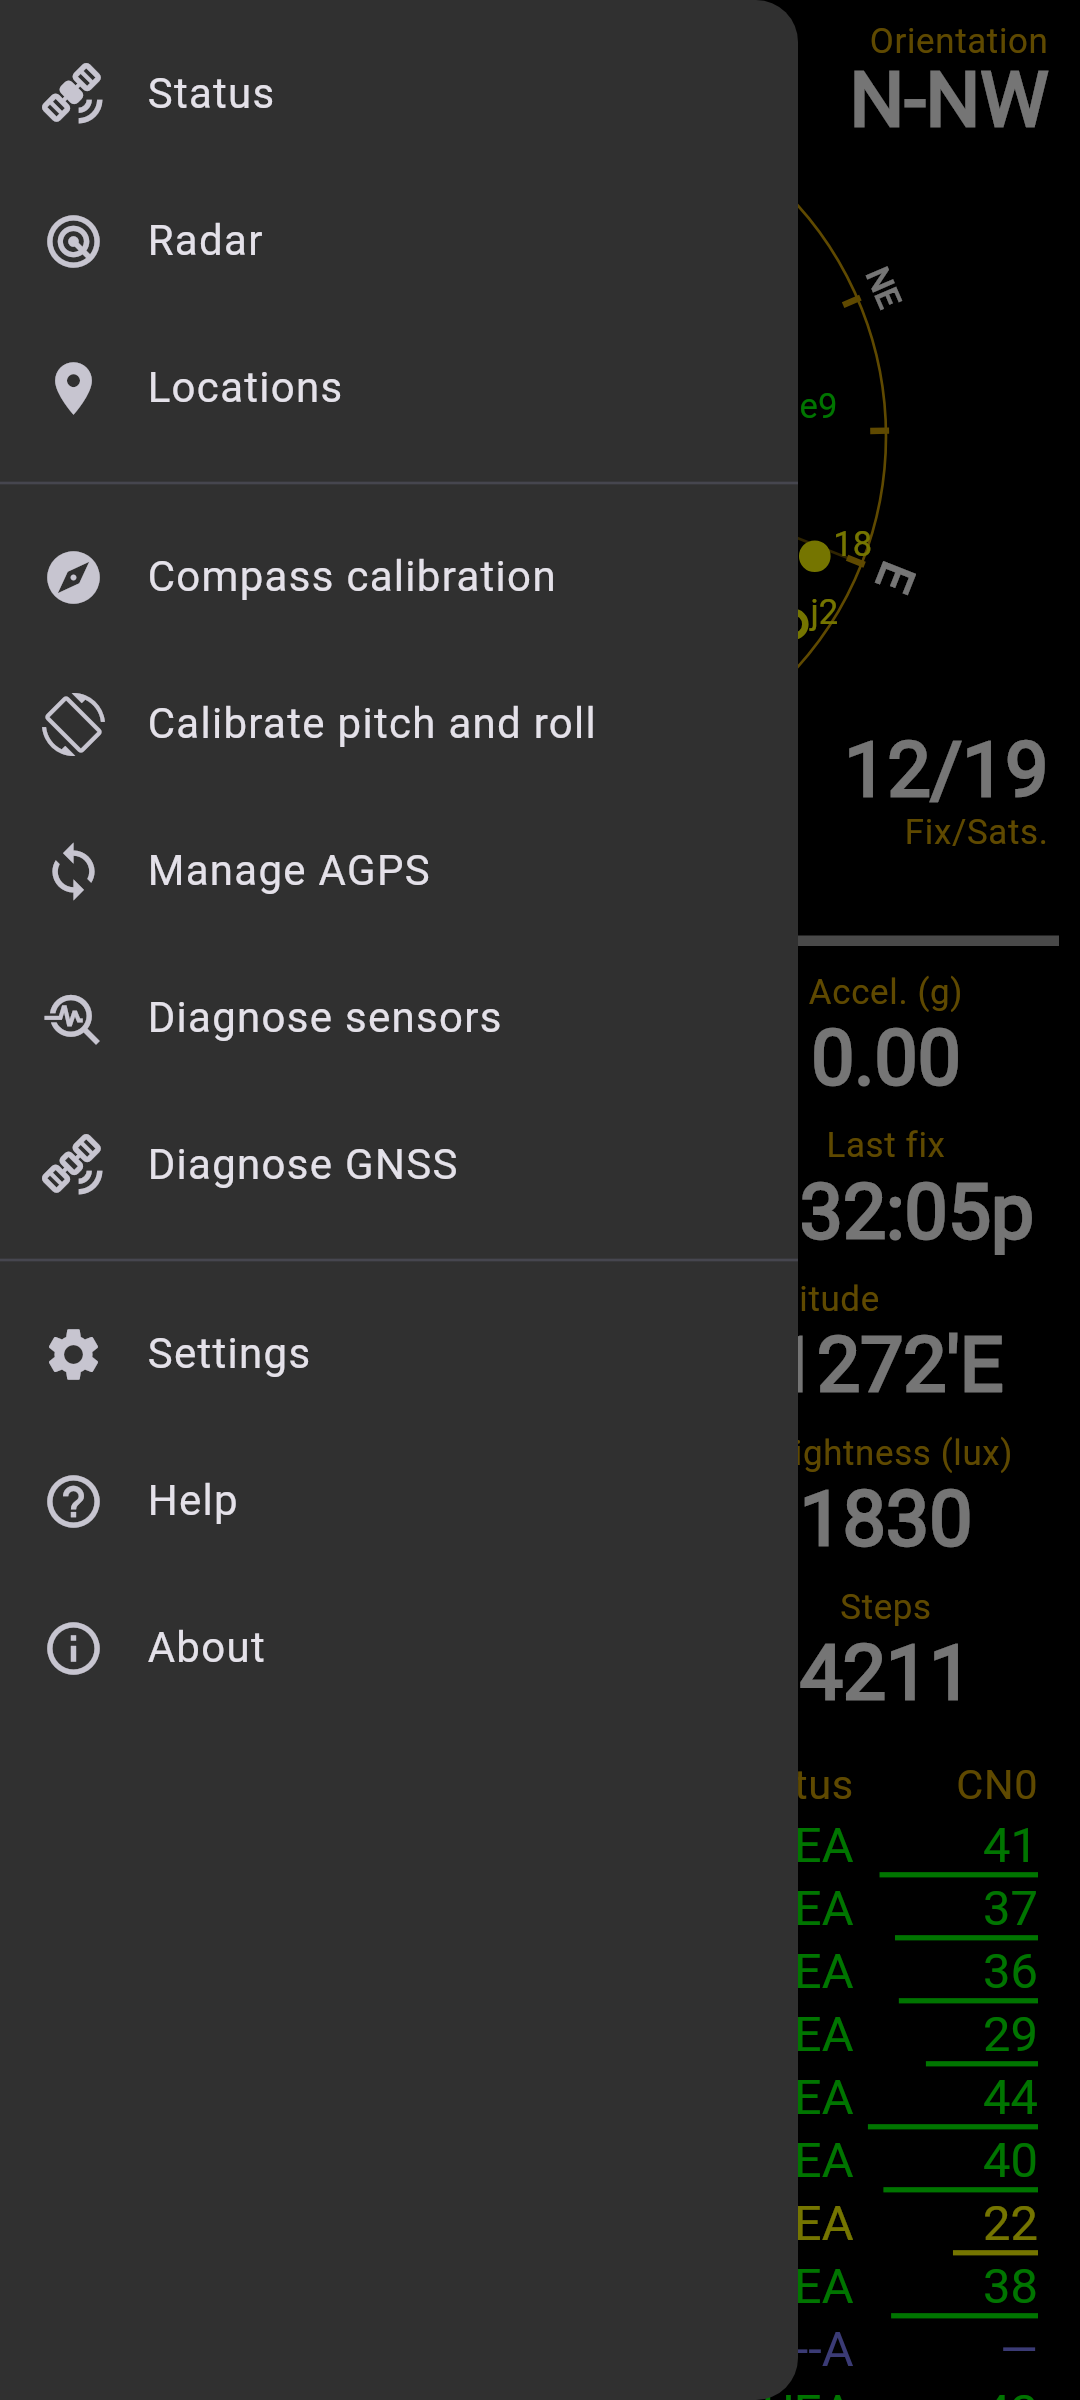 Status
Radar
Locations
Compass calibration
Calibrate pitch and roll
Manage AGPS
Diagnose sensors
Diagnose GNSS
Settings
Help
About
Orientation
N-NW
NE
e9
18
E
j2
12/19
Fix/Sats.
Accel. (g)
0.00
Last fix
32:05p
itude
1272'E
ightness (lux)
1830
Steps
4211
tus CN0
EA 41
EA 37
EA 36
EA 29
EA 44
EA 40
EA 22
EA 38
--A —